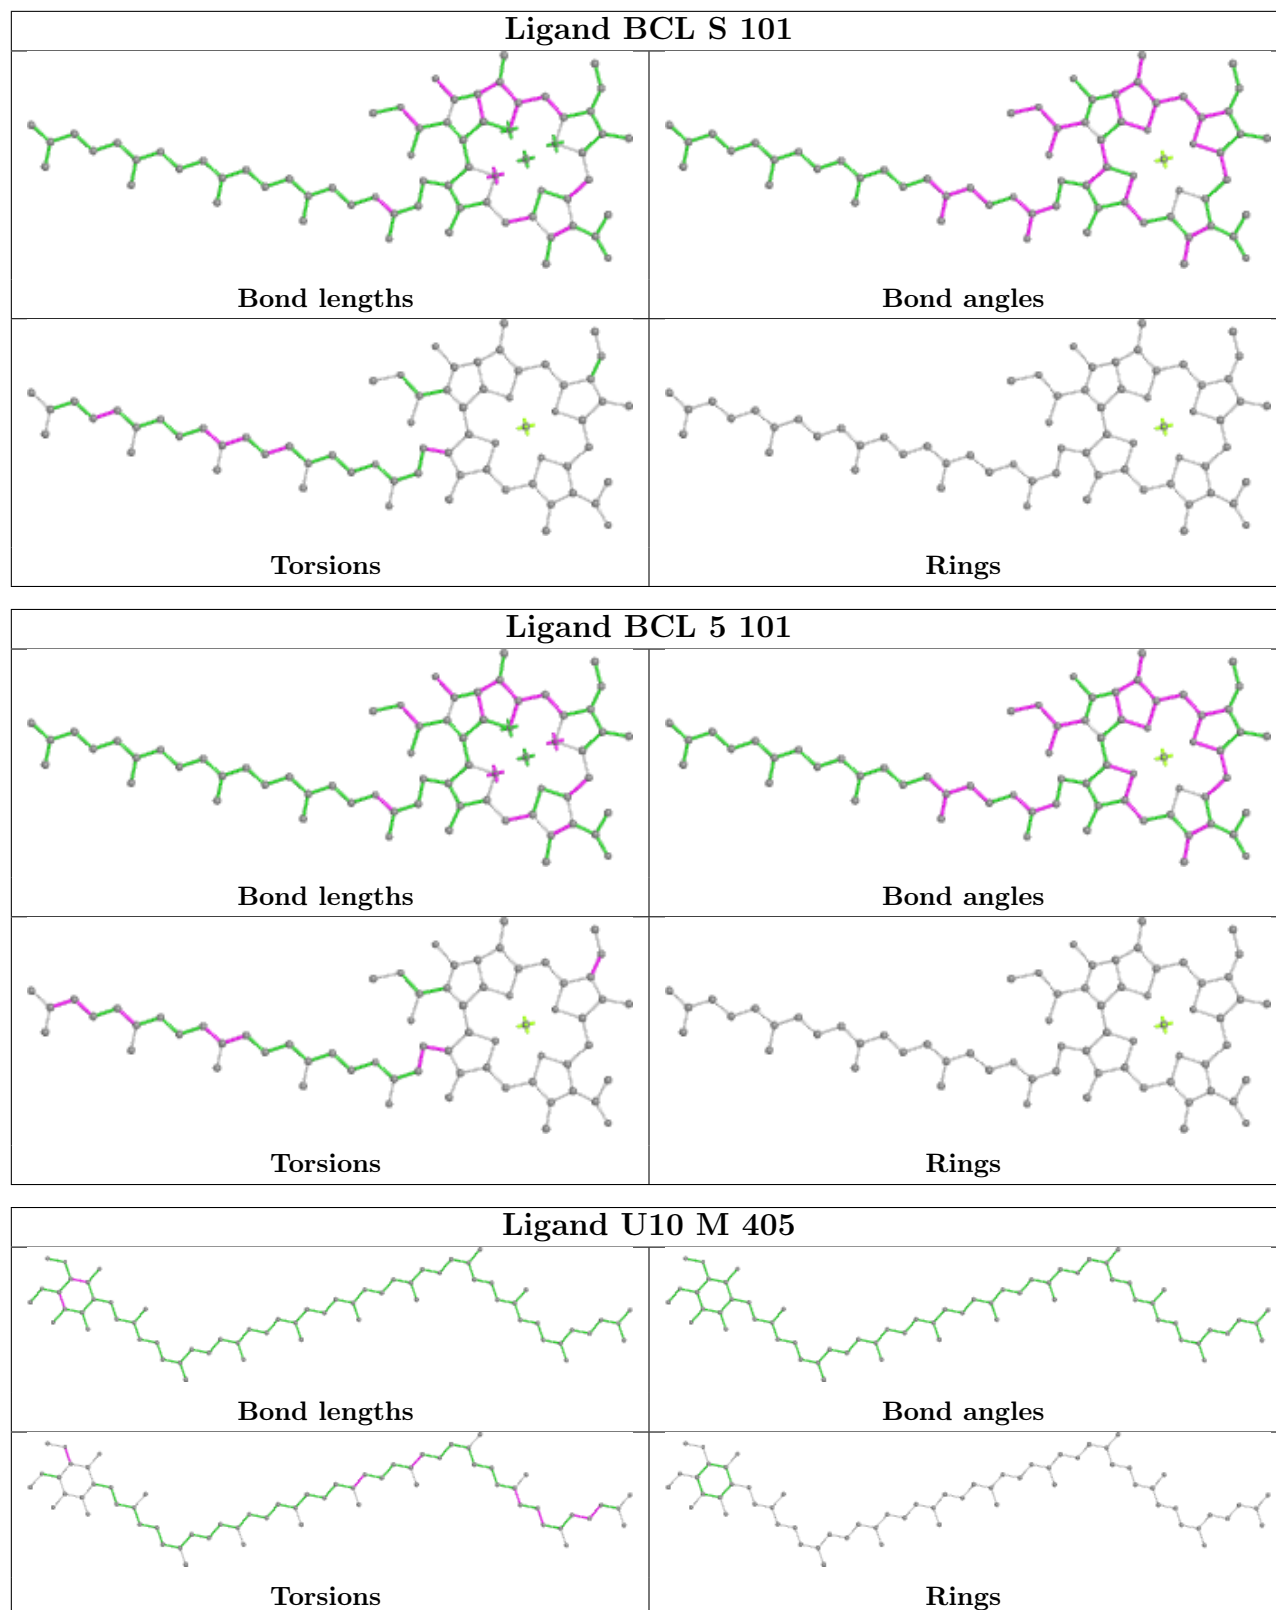 Ligand BCL S 101
Bond lengths
Bond angles
Torsions
Rings
Ligand BCL 5 101
Bond lengths
Bond angles
Torsions
Rings
Ligand U10 M 405
Bond lengths
Bond angles
Torsions
Rings